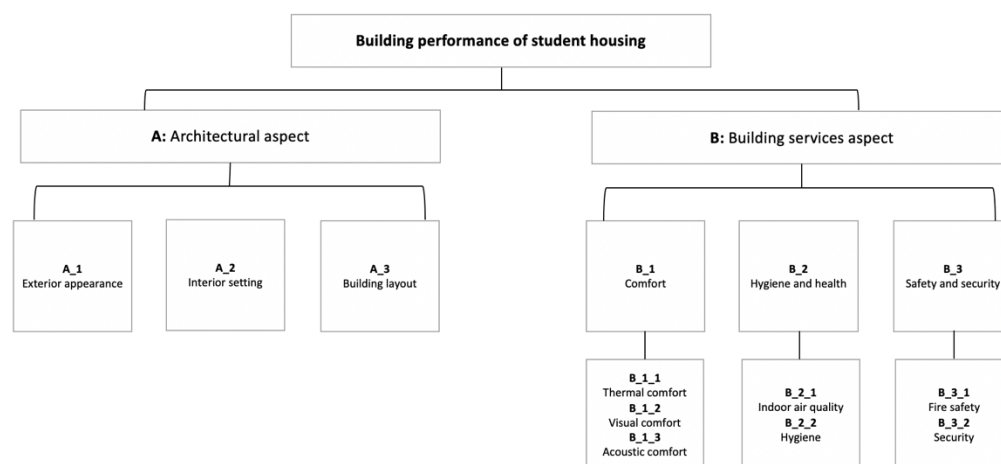 Building performance of student housing
A: Architectural aspect
B: Building services aspect
A_1
Exterior appearance
A_2
Interior setting
A_3
Building layout
B_1
Comfort
B_2
Hygiene and health
B_3
Safety and security
B_1_1
Thermal comfort
B_1_2
Visual comfort
B_1_3
Acoustic comfort
B_2_1
Indoor air quality
B_2_2
Hygiene
B_3_1
Fire safety
B_3_2
Security